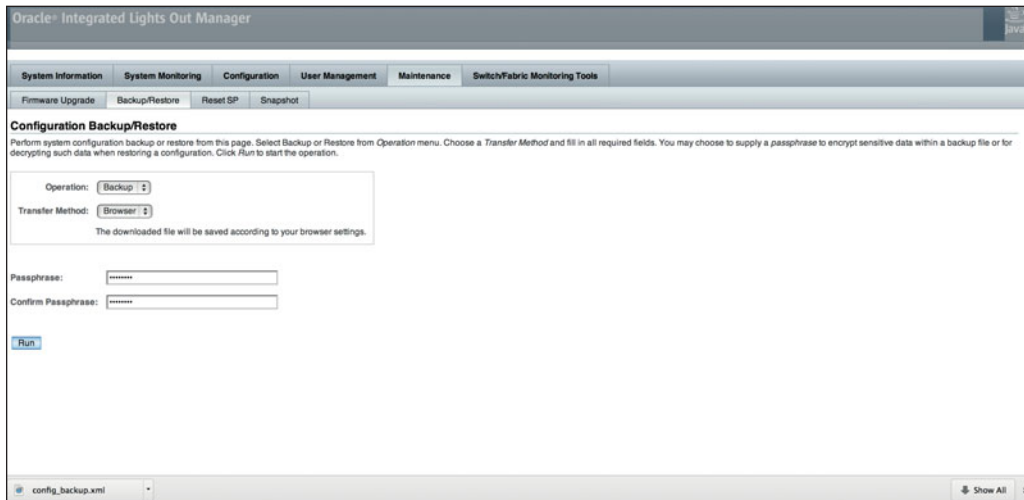 Oracle® Integrated Lights Out Manager
Java
System Information System Monitoring Configuration User Management Maintenance Switch/Fabric Monitoring Tools
Firmware Upgrade Backup/Restore Reset SP Snapshot
Configuration Backup/Restore
Perform system configuration backup or restore from this page. Select Backup or Restore from Operation menu. Choose a Transfer Method and fill in all required fields. You may choose to supply a passphrase to encrypt sensitive data within a backup file or for
decrypting such data when restoring a configuration. Click Run to start the operation.
Operation: Backup
Transfer Method: Browser
The downloaded file will be saved according to your browser settings.
Passphrase: ••••••••
Confirm Passphrase: ••••••••
Run
config_backup.xml Show All